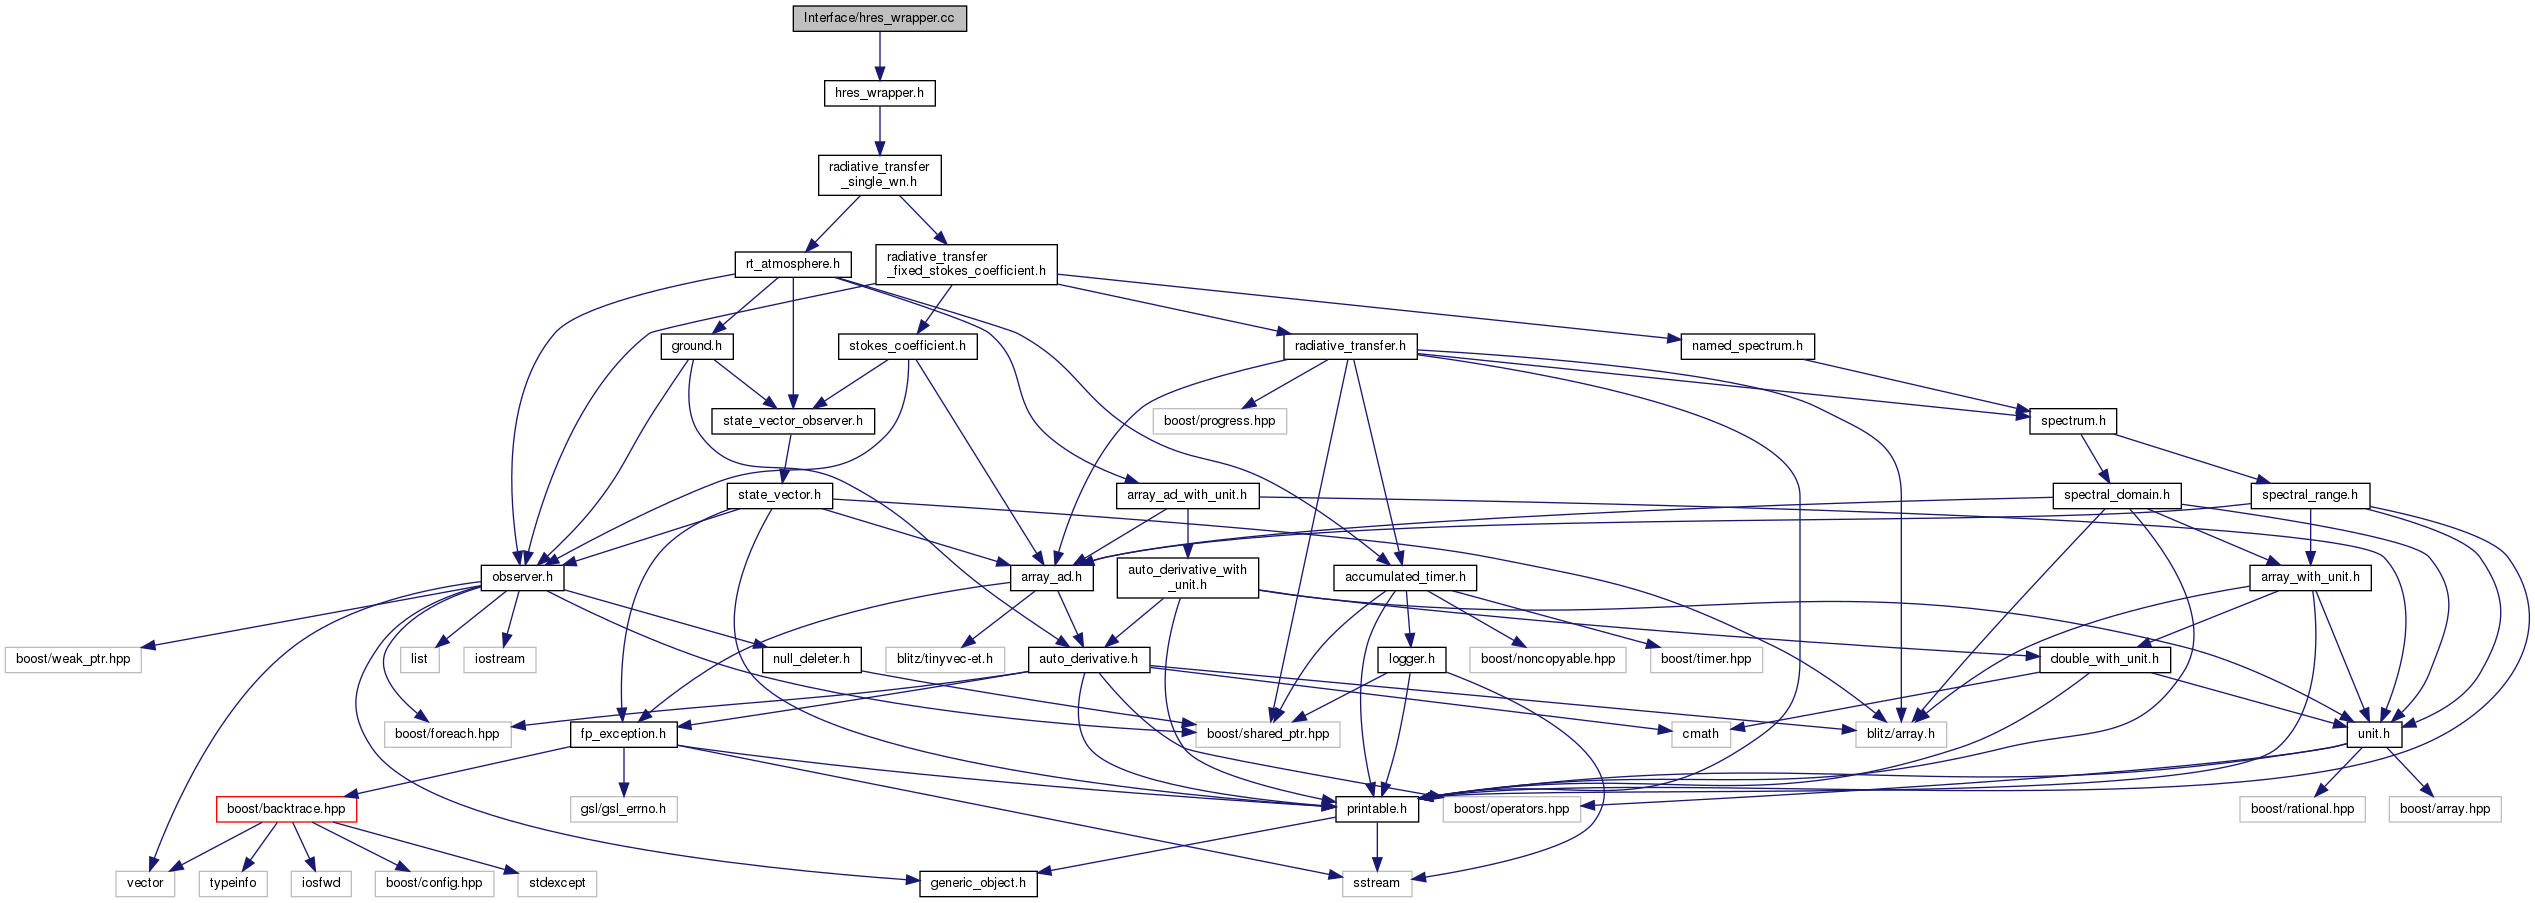 Interface/hres_wrapper.cc
hres_wrapper.h
radiative_transfer
_single_wn.h
rt_atmosphere.h
radiative_transfer
_fixed_stokes_coefficient.h
ground.h
stokes_coefficient.h
radiative_transfer.h
named_spectrum.h
state_vector_observer.h
boost/progress.hpp
spectrum.h
state_vector.h
array_ad_with_unit.h
spectral_domain.h
spectral_range.h
observer.h
array_ad.h
auto_derivative_with
_unit.h
accumulated_timer.h
array_with_unit.h
boost/weak_ptr.hpp
list
iostream
null_deleter.h
blitz/tinyvec-et.h
auto_derivative.h
logger.h
boost/noncopyable.hpp
boost/timer.hpp
double_with_unit.h
boost/foreach.hpp
fp_exception.h
boost/shared_ptr.hpp
cmath
blitz/array.h
unit.h
boost/backtrace.hpp
gsl/gsl_errno.h
printable.h
boost/operators.hpp
boost/rational.hpp
boost/array.hpp
vector
typeinfo
iosfwd
boost/config.hpp
stdexcept
generic_object.h
sstream